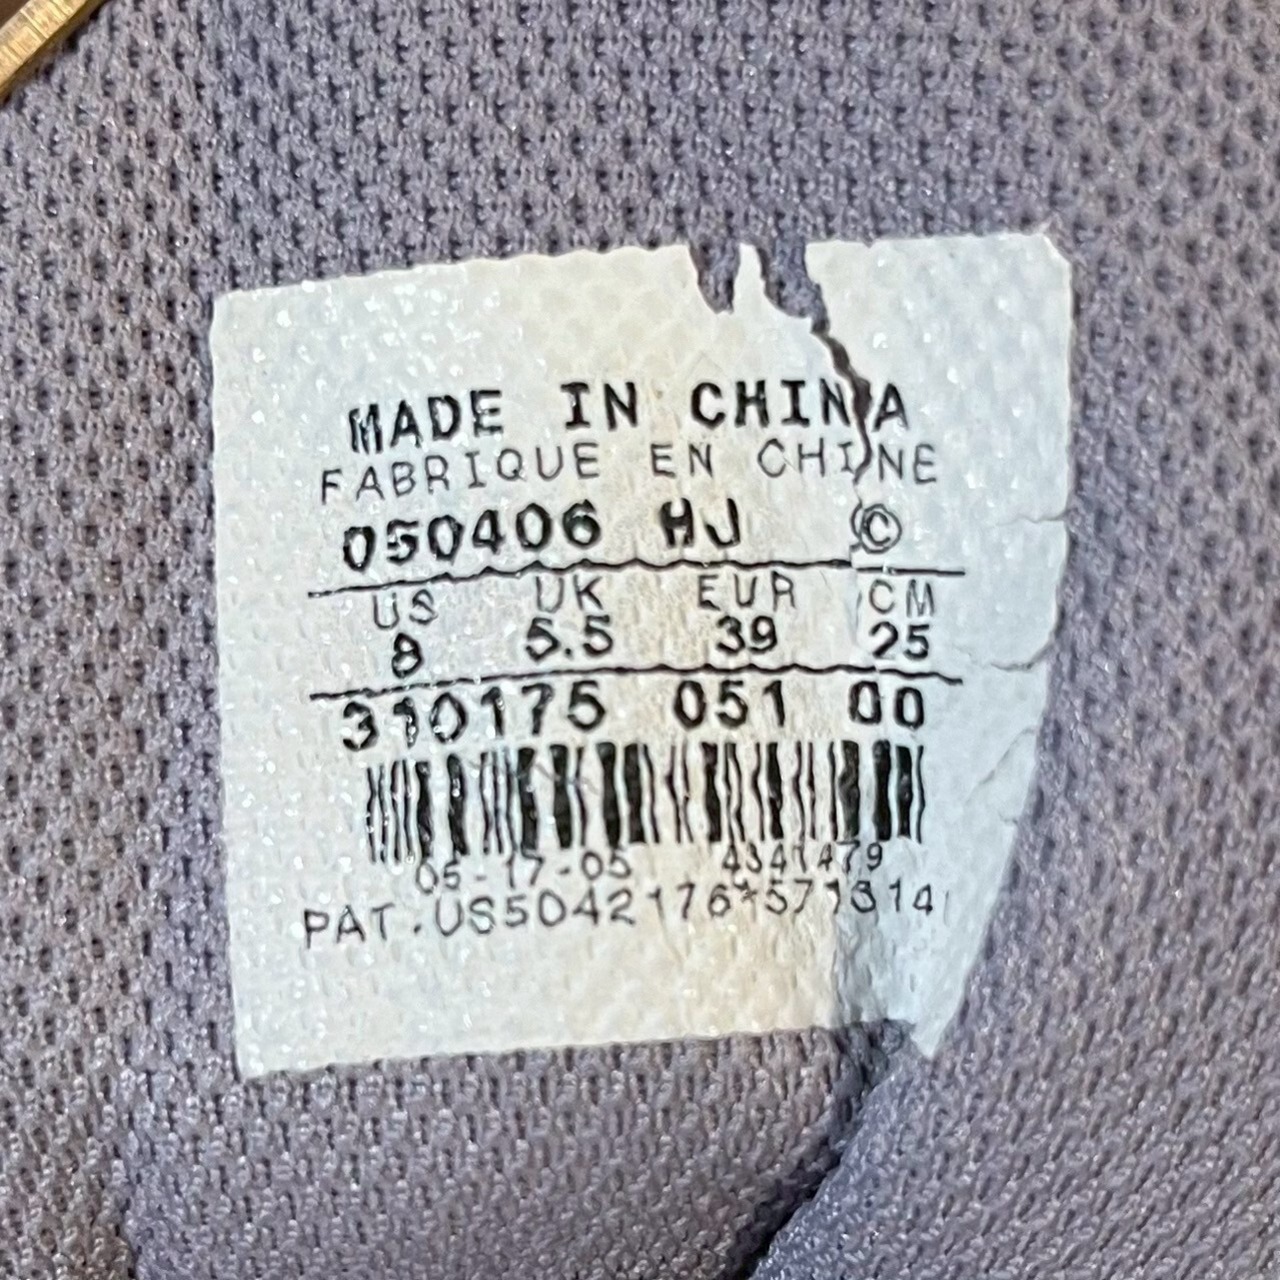 MADE IN CHINA
FABRIQUE EN CHINE
050406 HJ ©
US UK EUR CM
8 5.5 39 25
310175 051 00
05-17-05 4341479
PAT.US5042176*571314